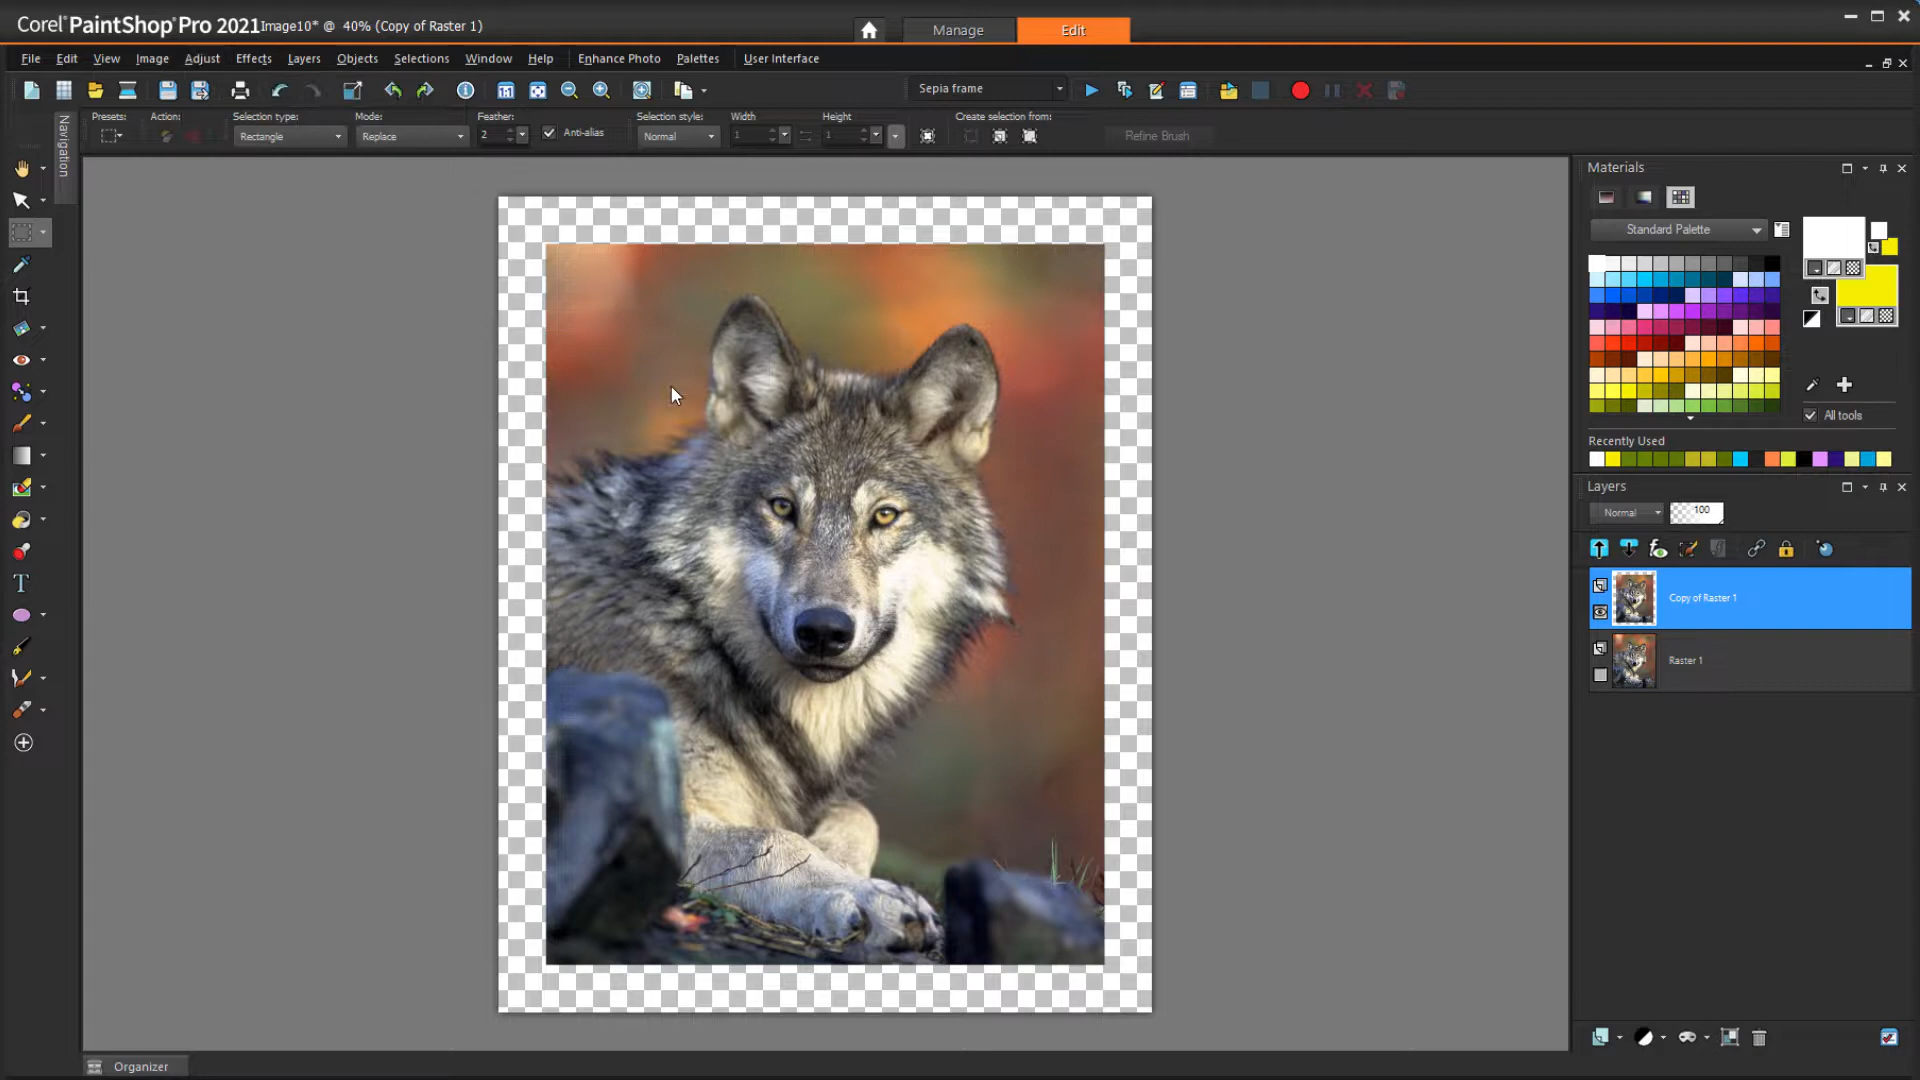 Corel PaintShop Pro 2021 Image10* @ 40% (Copy of Raster 1)
Manage
Edit
File Edit View Image Adjust Effects Layers Objects Selections Window Help Enhance Photo Palettes User Interface
Sepia frame
Presets: Action: Selection type: Mode: Feather: Selection style: Width Height Create selection from:
Rectangle Replace 2 Anti-alias Normal 1 1 Refine Brush
Navigation
Materials
Standard Palette
All tools
Recently Used
Layers
Normal 100
Copy of Raster 1
Raster 1
Organizer